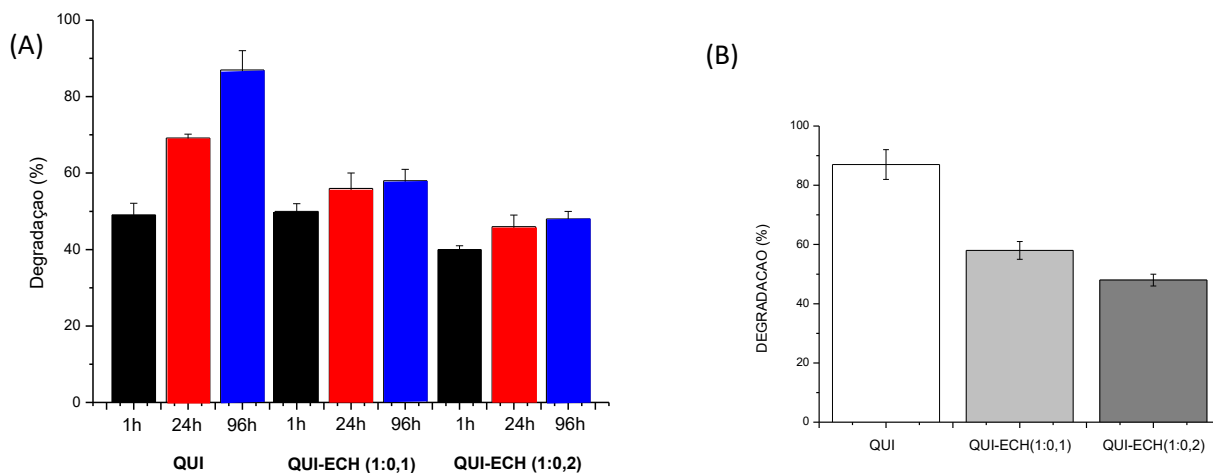 (A)
Degradaçao (%)
100
80
60
40
20
0
1h 24h 96h 1h 24h 96h 1h 24h 96h
QUI QUI-ECH (1:0,1) QUI-ECH (1:0,2)
(B)
DEGRADACAO (%)
100
80
60
40
20
0
QUI QUI-ECH(1:0,1) QUI-ECH(1:0,2)